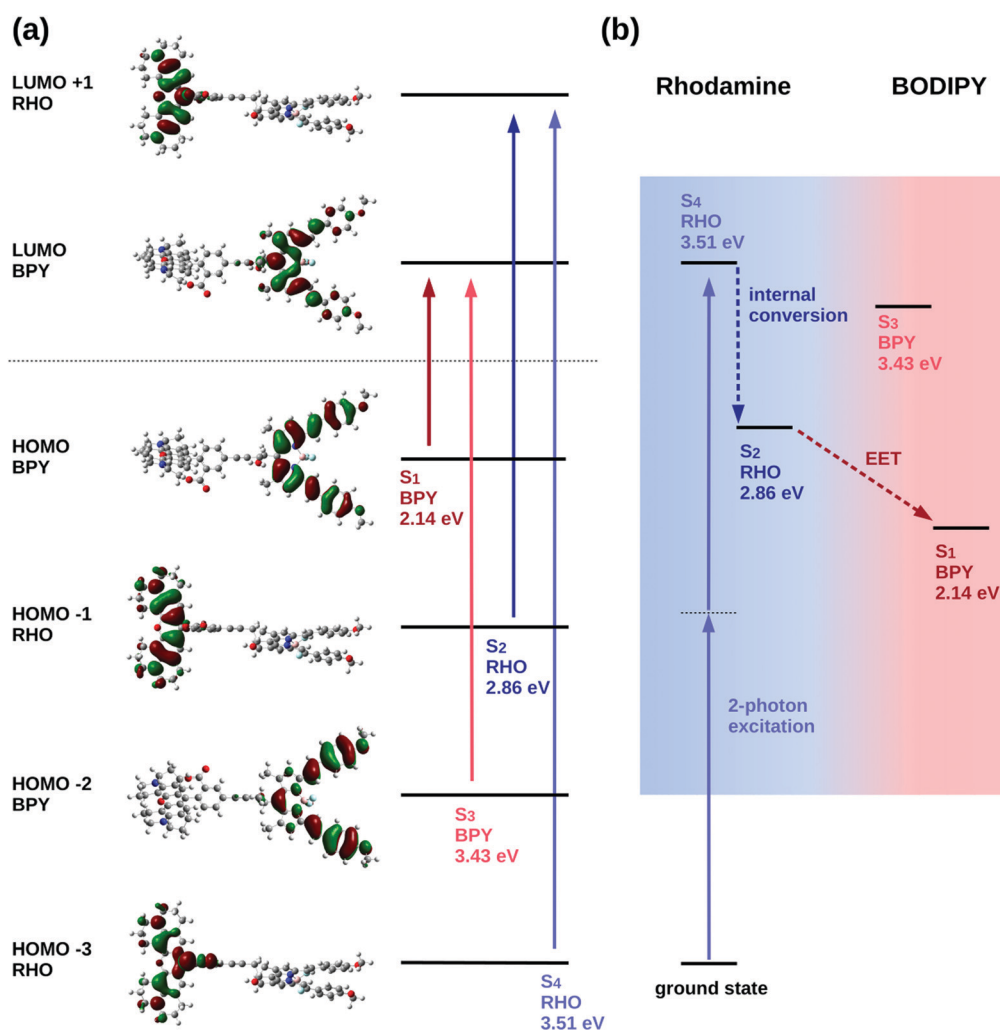 (a)
LUMO +1
RHO
LUMO
BPY
HOMO
BPY
S1
BPY
2.14 eV
HOMO -1
RHO
S2
RHO
2.86 eV
HOMO -2
BPY
S3
BPY
3.43 eV
HOMO -3
RHO
S4
RHO
3.51 eV
(b)
Rhodamine
BODIPY
S4
RHO
3.51 eV
internal
conversion
S3
BPY
3.43 eV
S2
RHO
2.86 eV
EET
S1
BPY
2.14 eV
2-photon
excitation
ground state